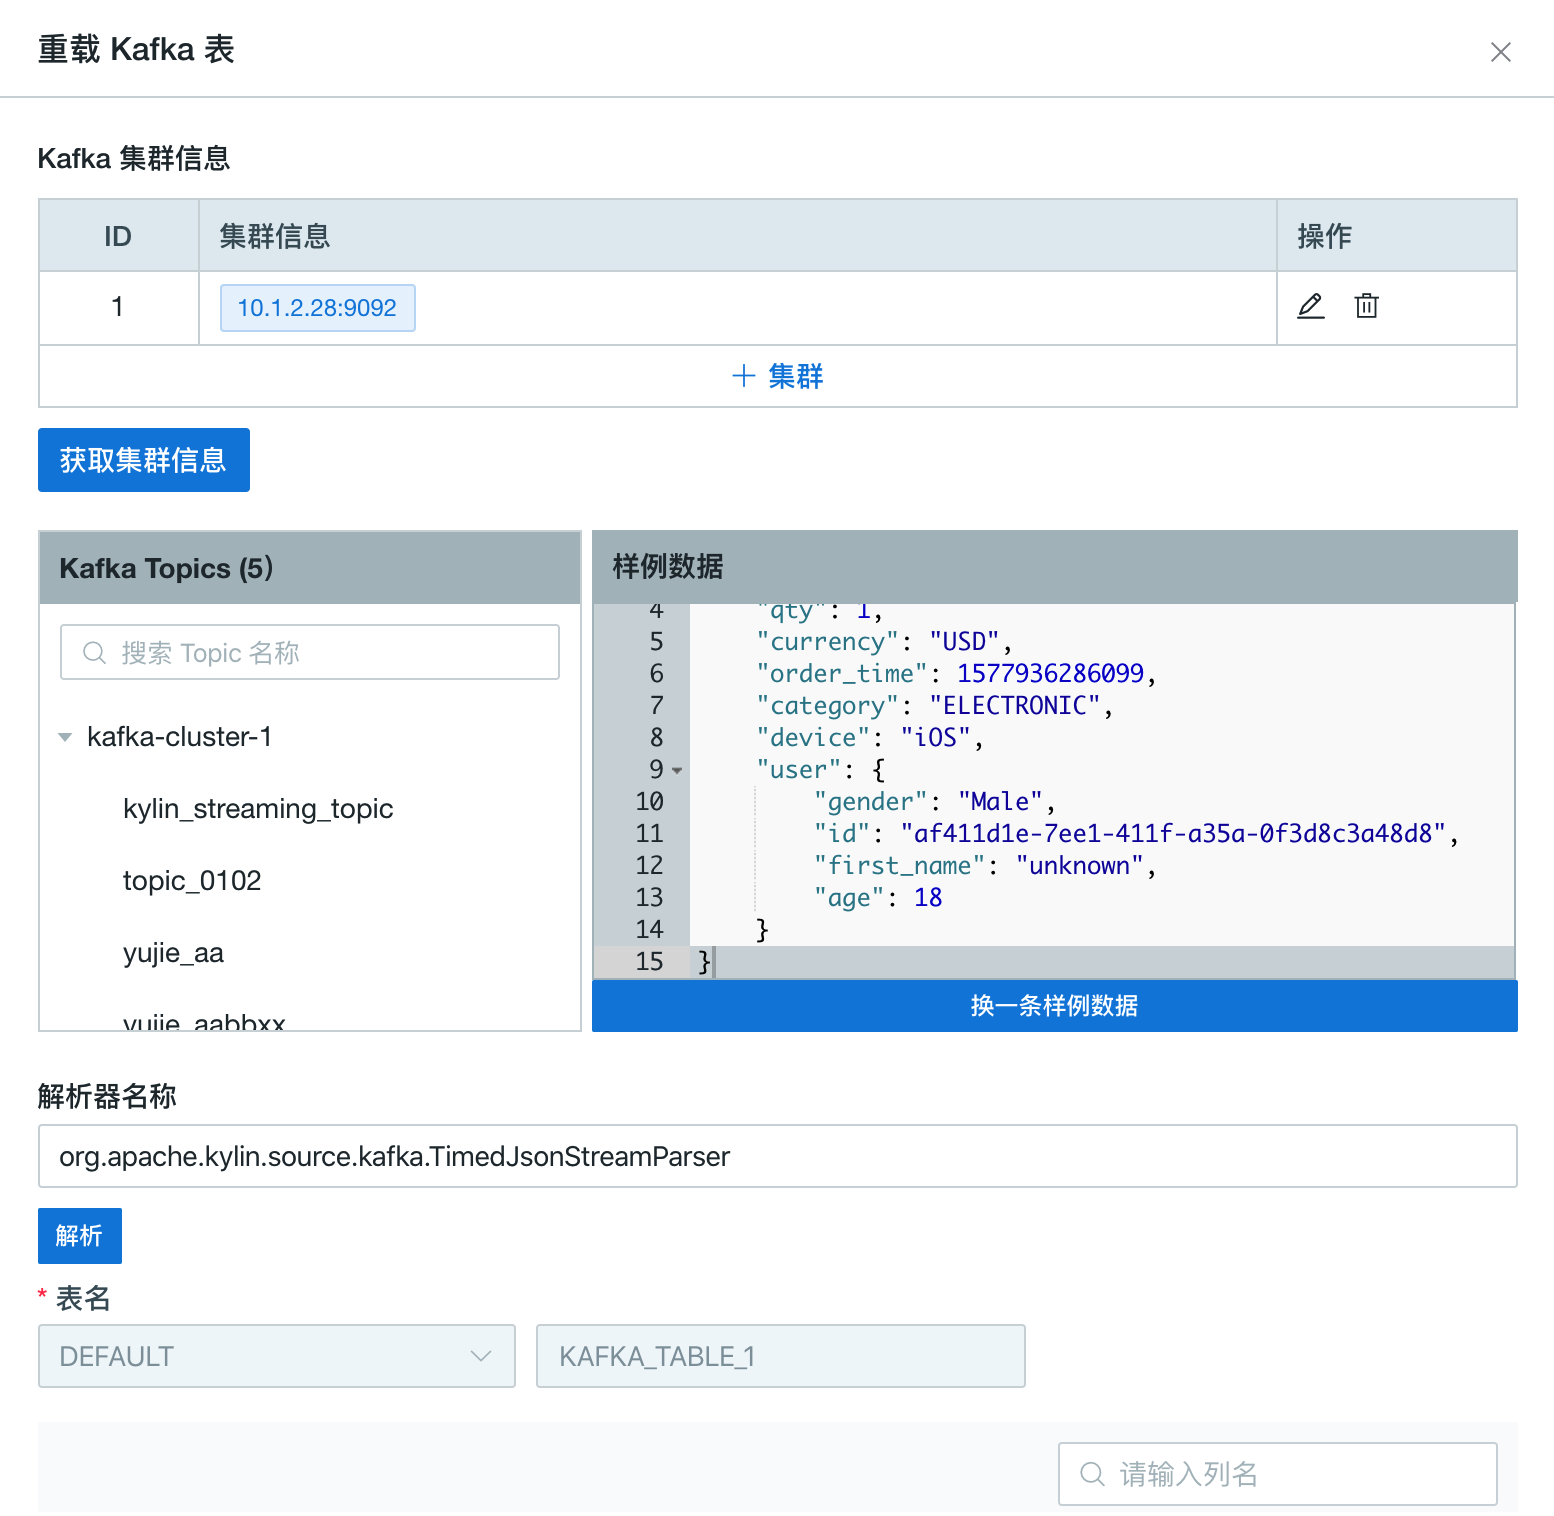 重载 Kafka 表
Kafka 集群信息
ID 集群信息 操作
1 10.1.2.28:9092
+ 集群
获取集群信息
Kafka Topics (5)
搜索 Topic 名称
kafka-cluster-1
kylin_streaming_topic
topic_0102
yujie_aa
yujie_aabbxx
样例数据
4 "qty": 1,
5 "currency": "USD",
6 "order_time": 1577936286099,
7 "category": "ELECTRONIC",
8 "device": "iOS",
9 "user": {
10 "gender": "Male",
11 "id": "af411d1e-7ee1-411f-a35a-0f3d8c3a48d8",
12 "first_name": "unknown",
13 "age": 18
14 }
15 }
换一条样例数据
解析器名称
org.apache.kylin.source.kafka.TimedJsonStreamParser
解析
* 表名
DEFAULT KAFKA_TABLE_1
请输入列名